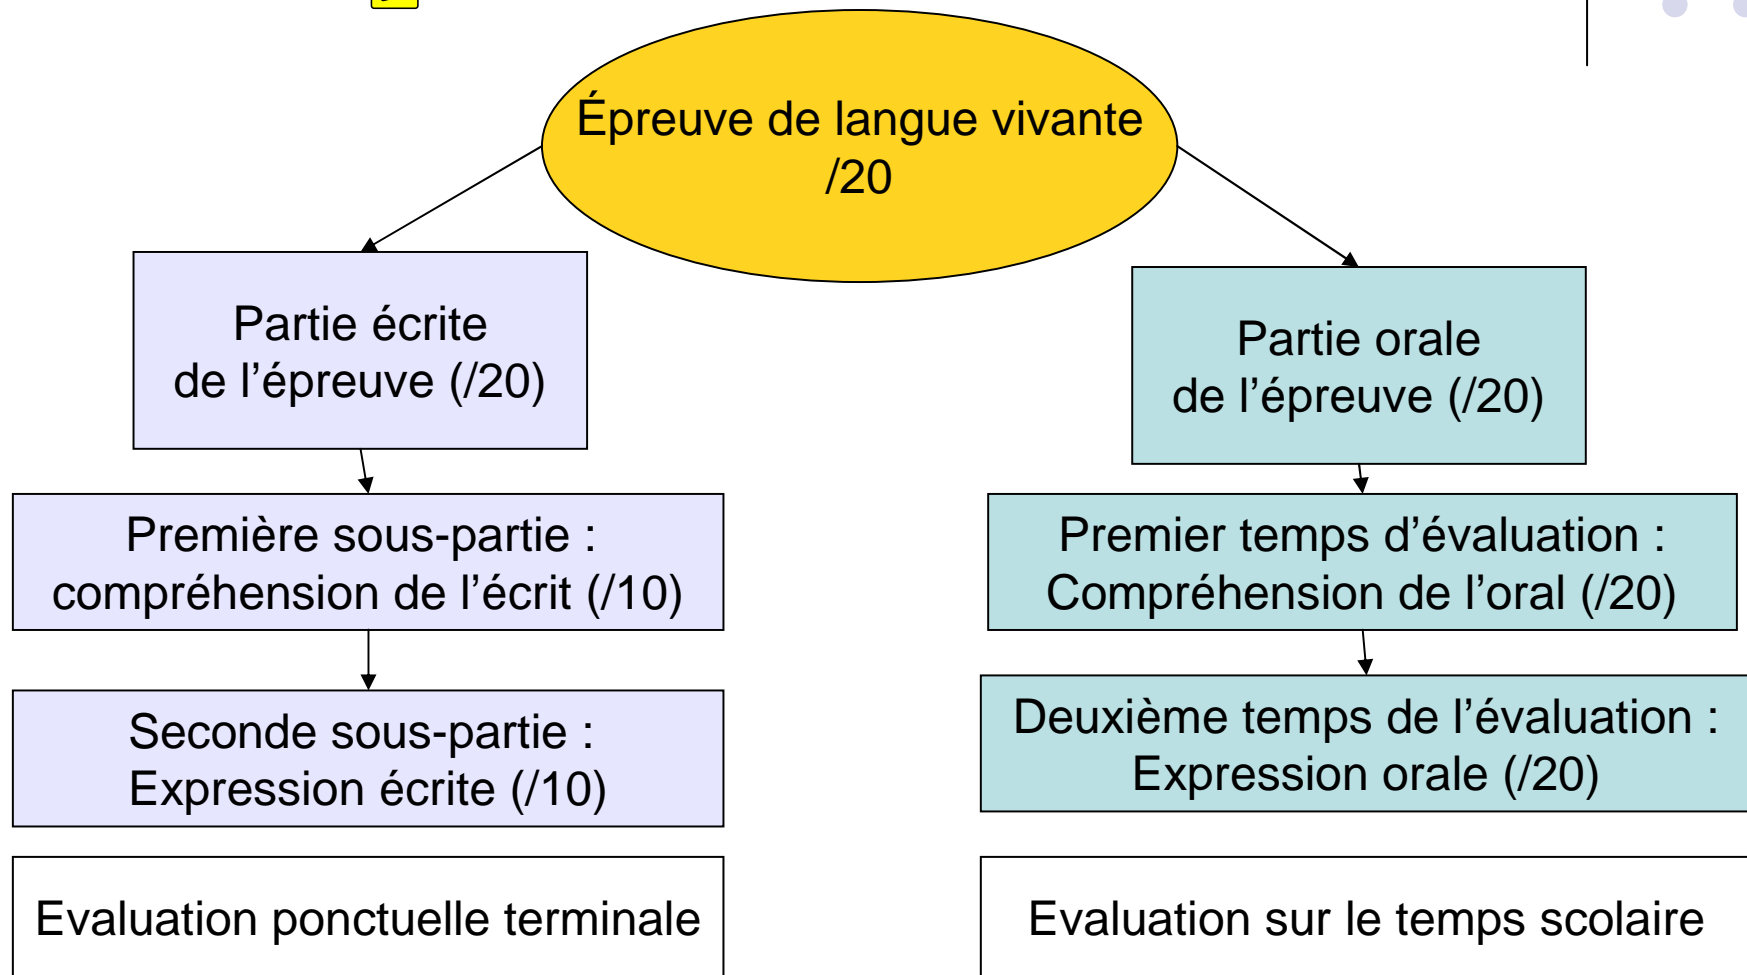 Épreuve de langue vivante
/20
Partie écrite
de l’épreuve (/20)
Partie orale
de l’épreuve (/20)
Première sous-partie :
compréhension de l’écrit (/10)
Premier temps d’évaluation :
Compréhension de l’oral (/20)
Seconde sous-partie :
Expression écrite (/10)
Deuxième temps de l’évaluation :
Expression orale (/20)
Evaluation ponctuelle terminale
Evaluation sur le temps scolaire